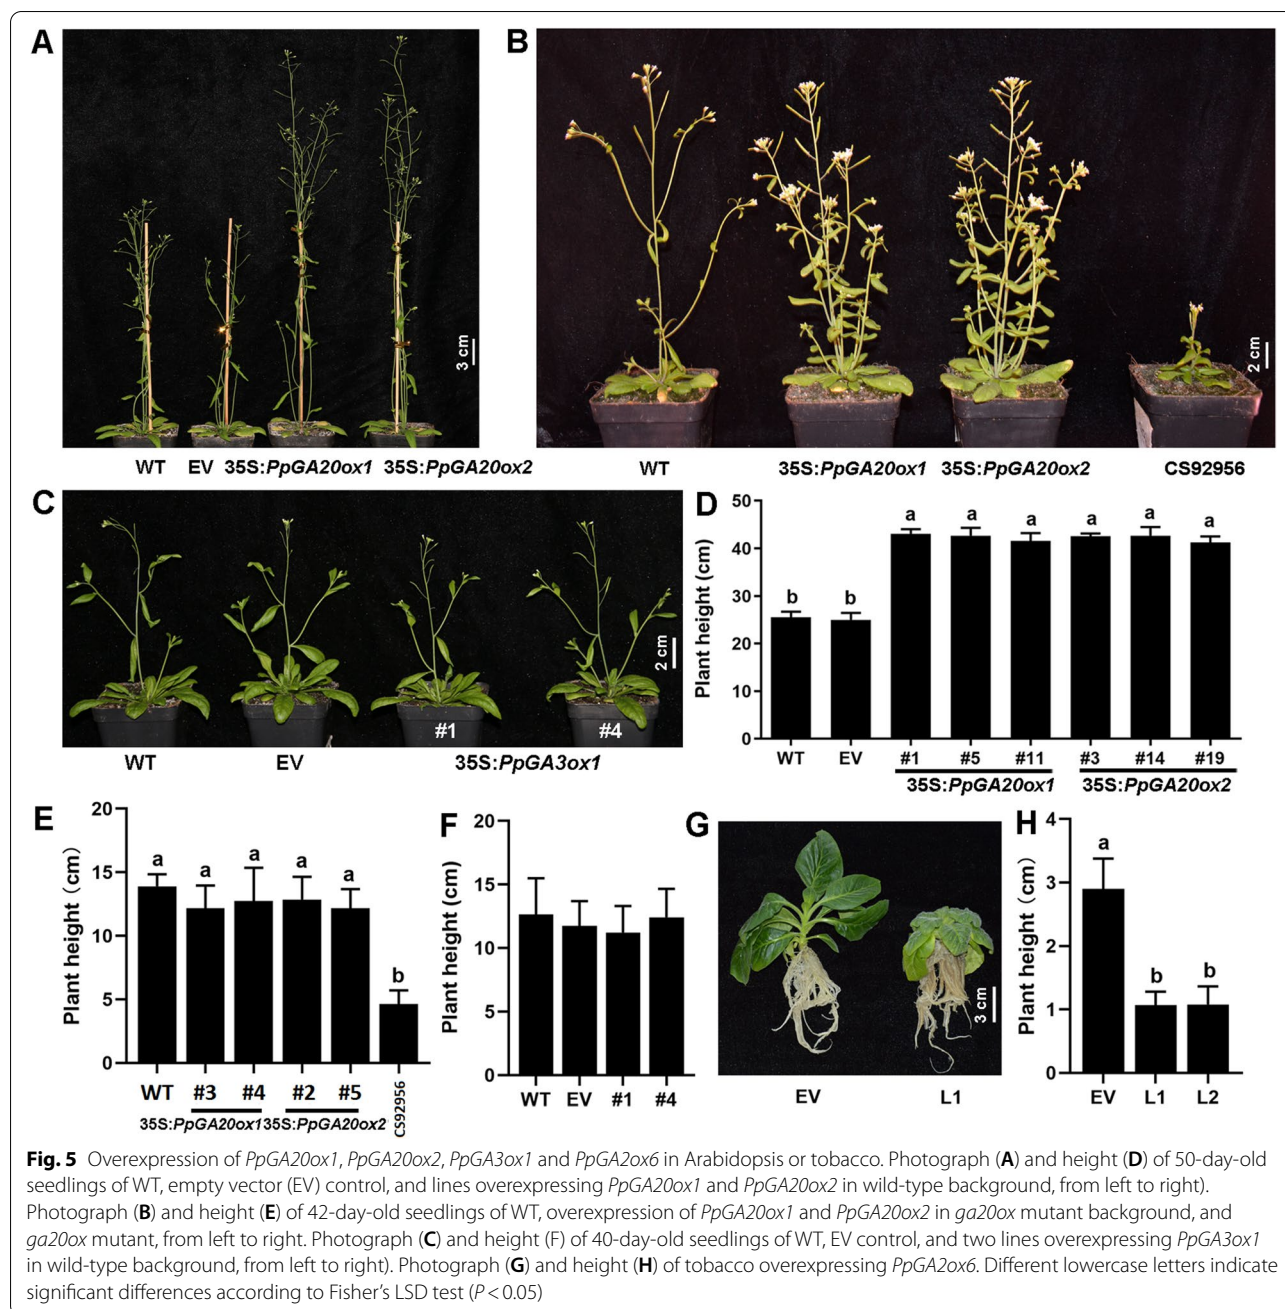 A
3 cm
WT EV 35S:PpGA20ox1 35S:PpGA20ox2
B
2 cm
WT 35S:PpGA20ox1 35S:PpGA20ox2 CS92956
C
2 cm
#1 #4
WT EV 35S:PpGA3ox1
D
Plant height (cm)
50
40
30
20
10
0
b b a a a a a a
WT EV #1 #5 #11 #3 #14 #19
35S:PpGA20ox1 35S:PpGA20ox2
E
Plant height (cm)
20
15
10
5
0
a a a a a b
WT #3 #4 #2 #5 CS92956
35S:PpGA20ox1 35S:PpGA20ox2
F
Plant height (cm)
20
15
10
5
0
WT EV #1 #4
G
3 cm
EV L1
H
Plant height (cm)
4
3
2
1
0
a b b
EV L1 L2
Fig. 5 Overexpression of PpGA20ox1, PpGA20ox2, PpGA3ox1 and PpGA2ox6 in Arabidopsis or tobacco. Photograph (A) and height (D) of 50-day-old
seedlings of WT, empty vector (EV) control, and lines overexpressing PpGA20ox1 and PpGA20ox2 in wild-type background, from left to right).
Photograph (B) and height (E) of 42-day-old seedlings of WT, overexpression of PpGA20ox1 and PpGA20ox2 in ga20ox mutant background, and
ga20ox mutant, from left to right. Photograph (C) and height (F) of 40-day-old seedlings of WT, EV control, and two lines overexpressing PpGA3ox1
in wild-type background, from left to right). Photograph (G) and height (H) of tobacco overexpressing PpGA2ox6. Different lowercase letters indicate
significant differences according to Fisher's LSD test (P < 0.05)